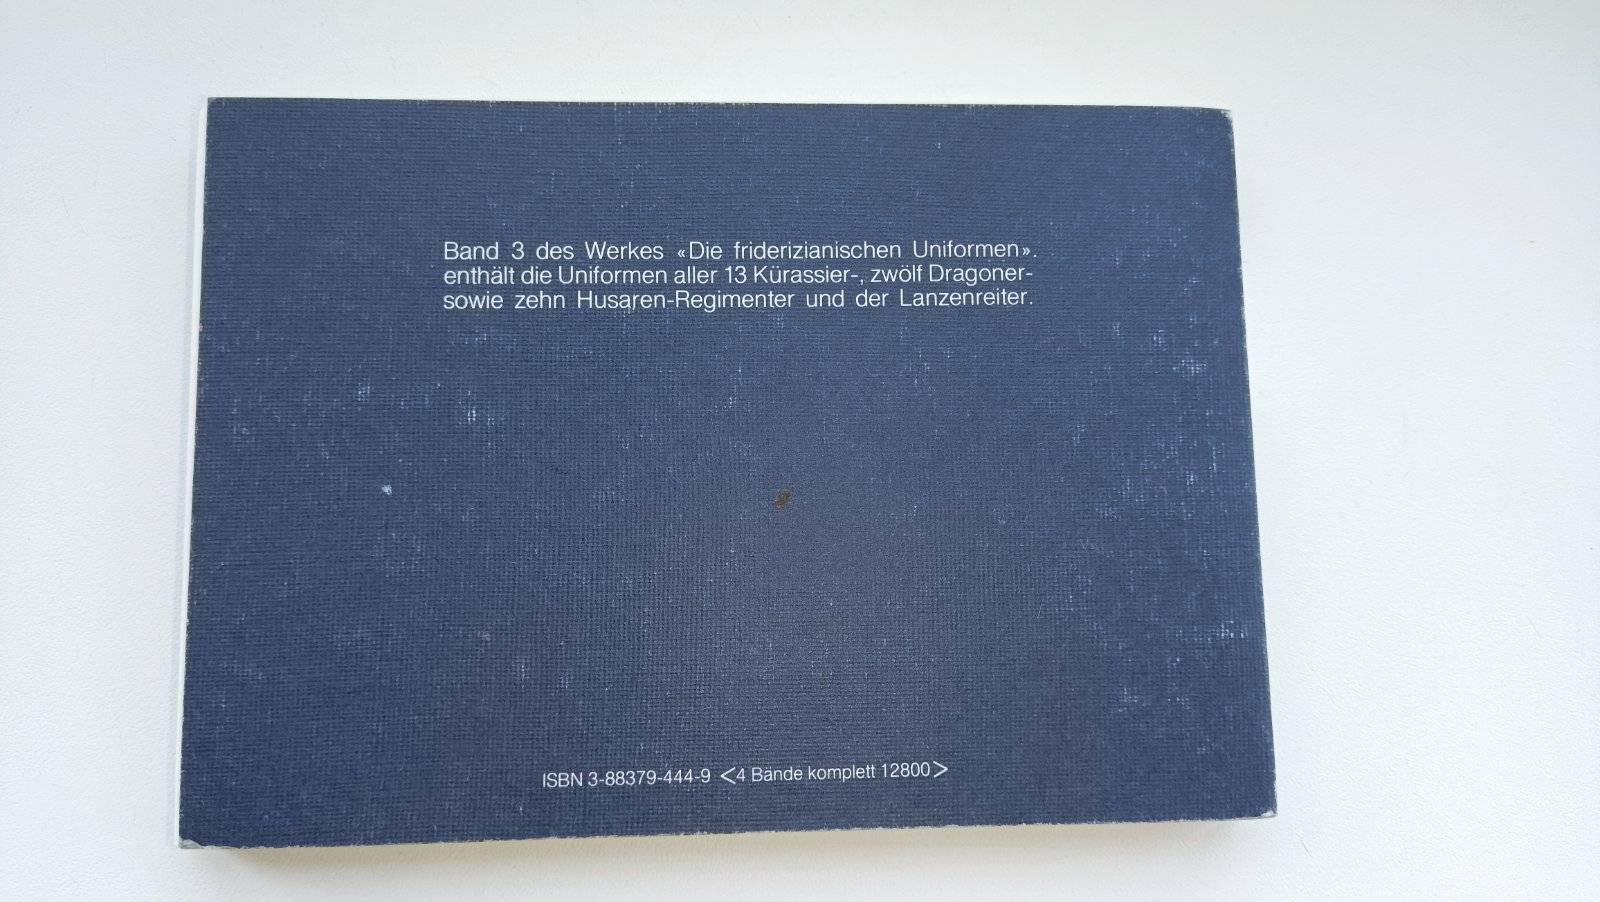 Band 3 des Werkes «Die friderizianischen Uniformen».
enthält die Uniformen aller 13 Kürassier-, zwölf Dragoner-
sowie zehn Husaren-Regimenter und der Lanzenreiter.
ISBN 3-88379-444-9 <4 Bände komplett 12800>